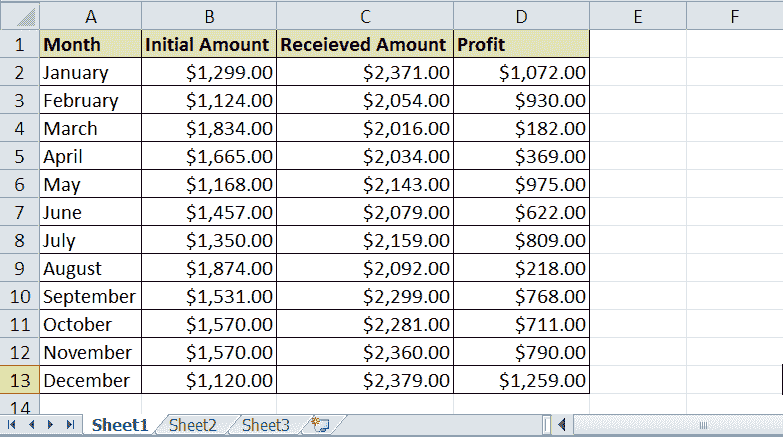 A B C D E F
1 Month Initial Amount Receieved Amount Profit
2 January $1,299.00 $2,371.00 $1,072.00
3 February $1,124.00 $2,054.00 $930.00
4 March $1,834.00 $2,016.00 $182.00
5 April $1,665.00 $2,034.00 $369.00
6 May $1,168.00 $2,143.00 $975.00
7 June $1,457.00 $2,079.00 $622.00
8 July $1,350.00 $2,159.00 $809.00
9 August $1,874.00 $2,092.00 $218.00
10 September $1,531.00 $2,299.00 $768.00
11 October $1,570.00 $2,281.00 $711.00
12 November $1,570.00 $2,360.00 $790.00
13 December $1,120.00 $2,379.00 $1,259.00
14
Sheet1 Sheet2 Sheet3